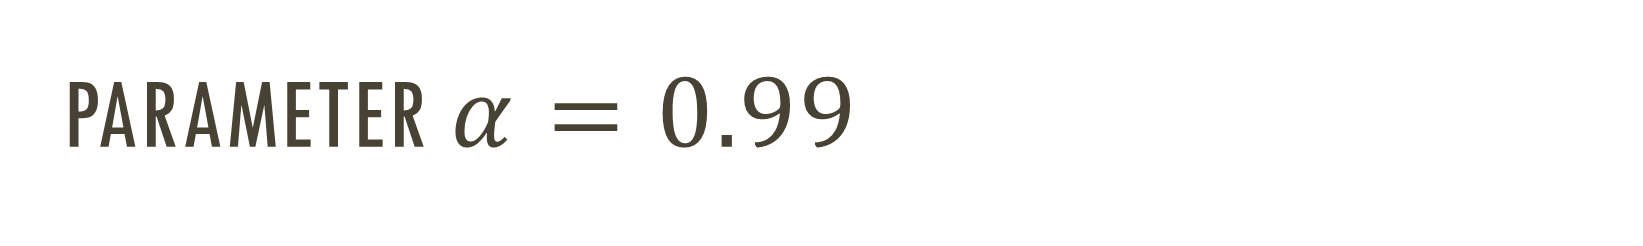 PARAMETER α = 0.99